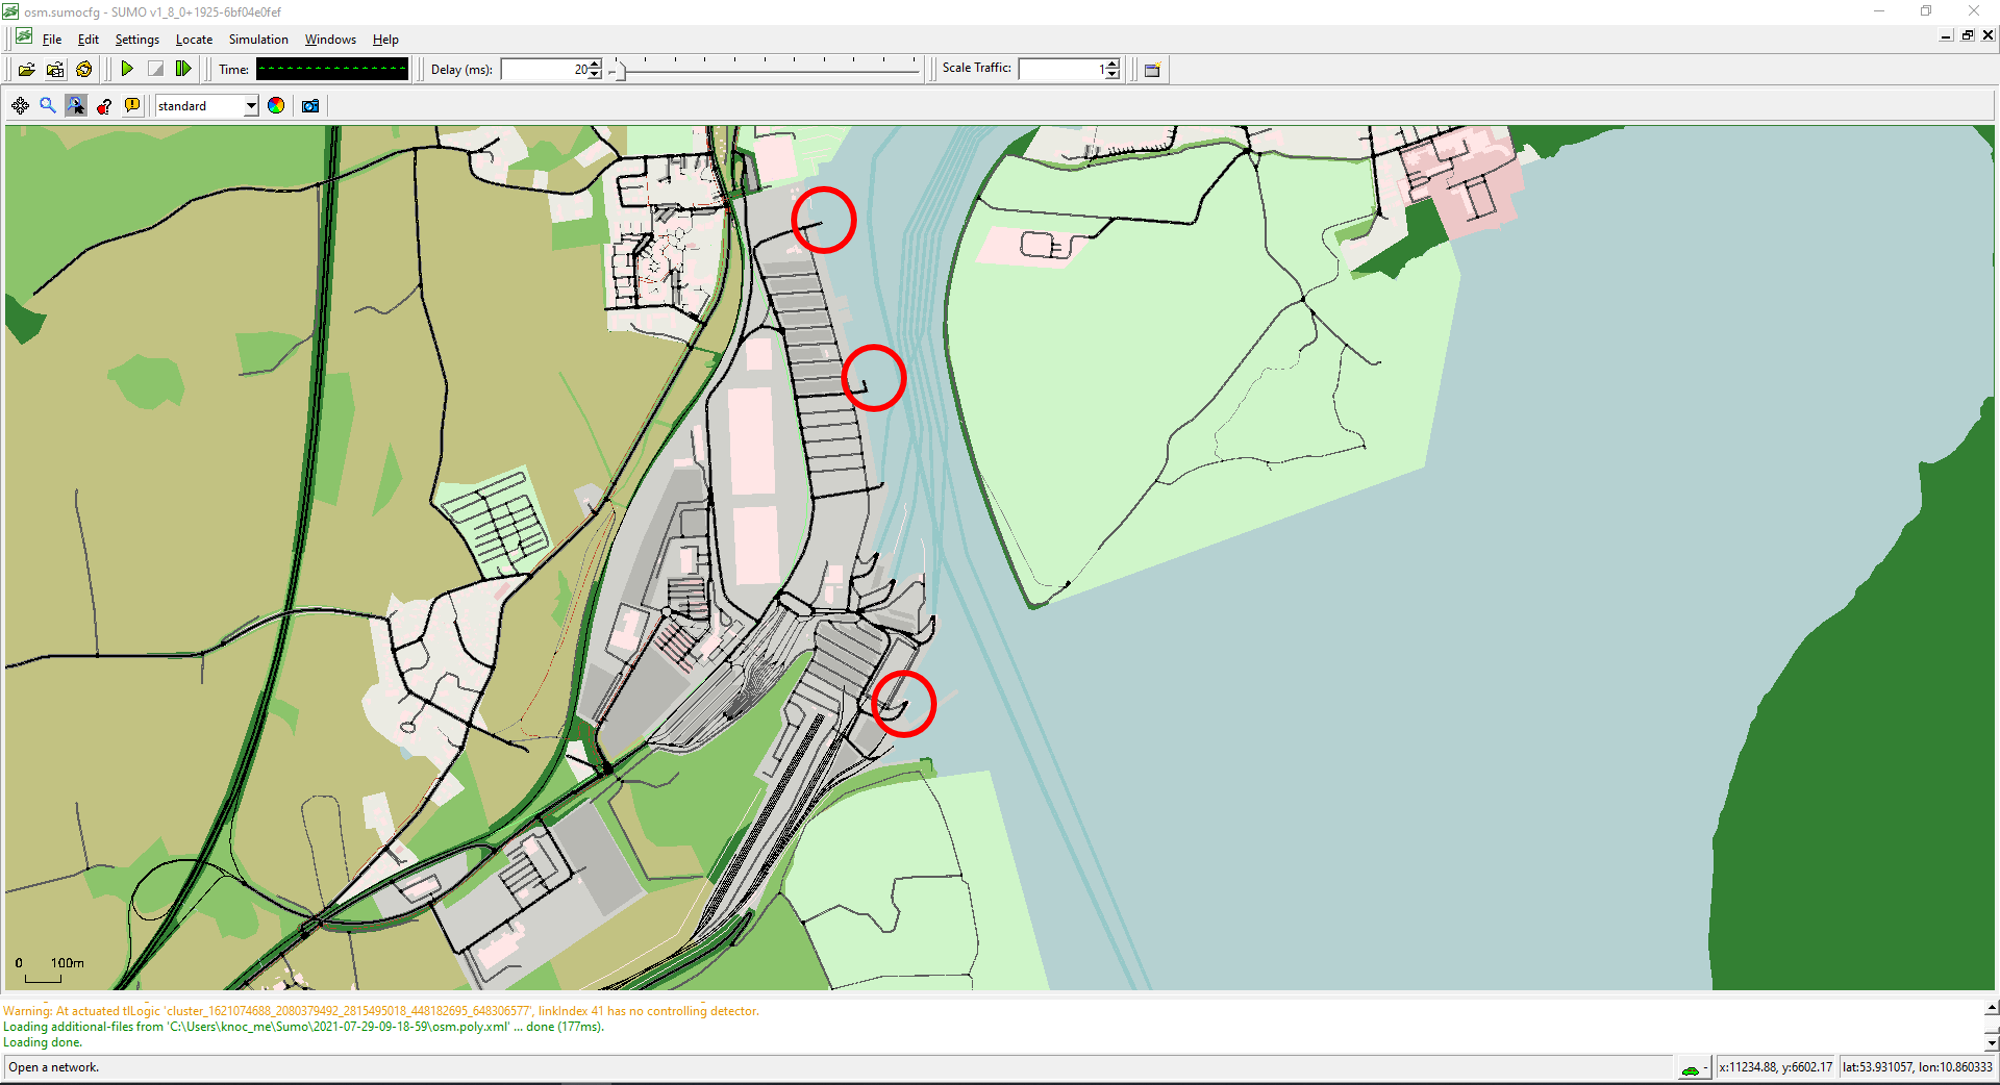 osm.sumocfg - SUMO v1_8_0+1925-6bf04e0fef
File Edit Settings Locate Simulation Windows Help
Time: Delay (ms): 20 Scale Traffic: 1
standard
0 100m
Warning: At actuated tlLogic 'cluster_1621074688_2080379492_2815495018_448182695_648306577', linkIndex 41 has no controlling detector.
Loading additional-files from 'C:\Users\knoc_me\Sumo\2021-07-29-09-18-59\osm.poly.xml' ... done (177ms).
Loading done.
Open a network. x:11234.88, y:6602.17 lat:53.931057, lon:10.860333